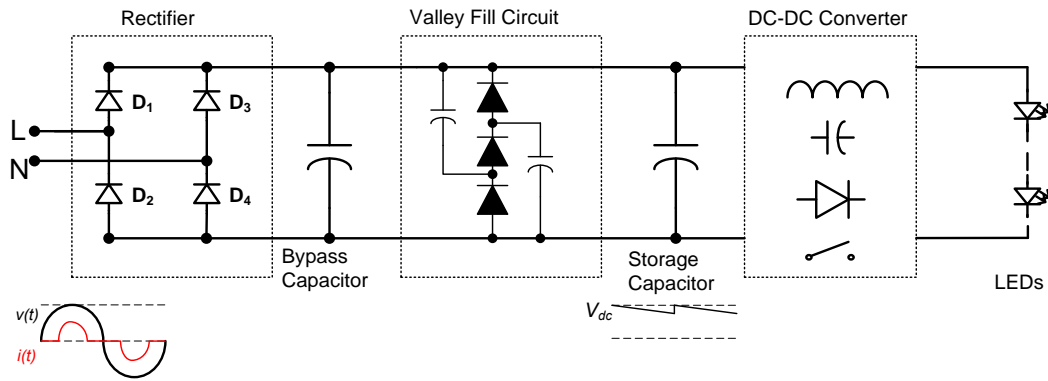 Rectifier
Valley Fill Circuit
DC-DC Converter
D1
D3
L
N
D2
D4
Bypass
Capacitor
Storage
Capacitor
LEDs
v(t)
i(t)
Vdc